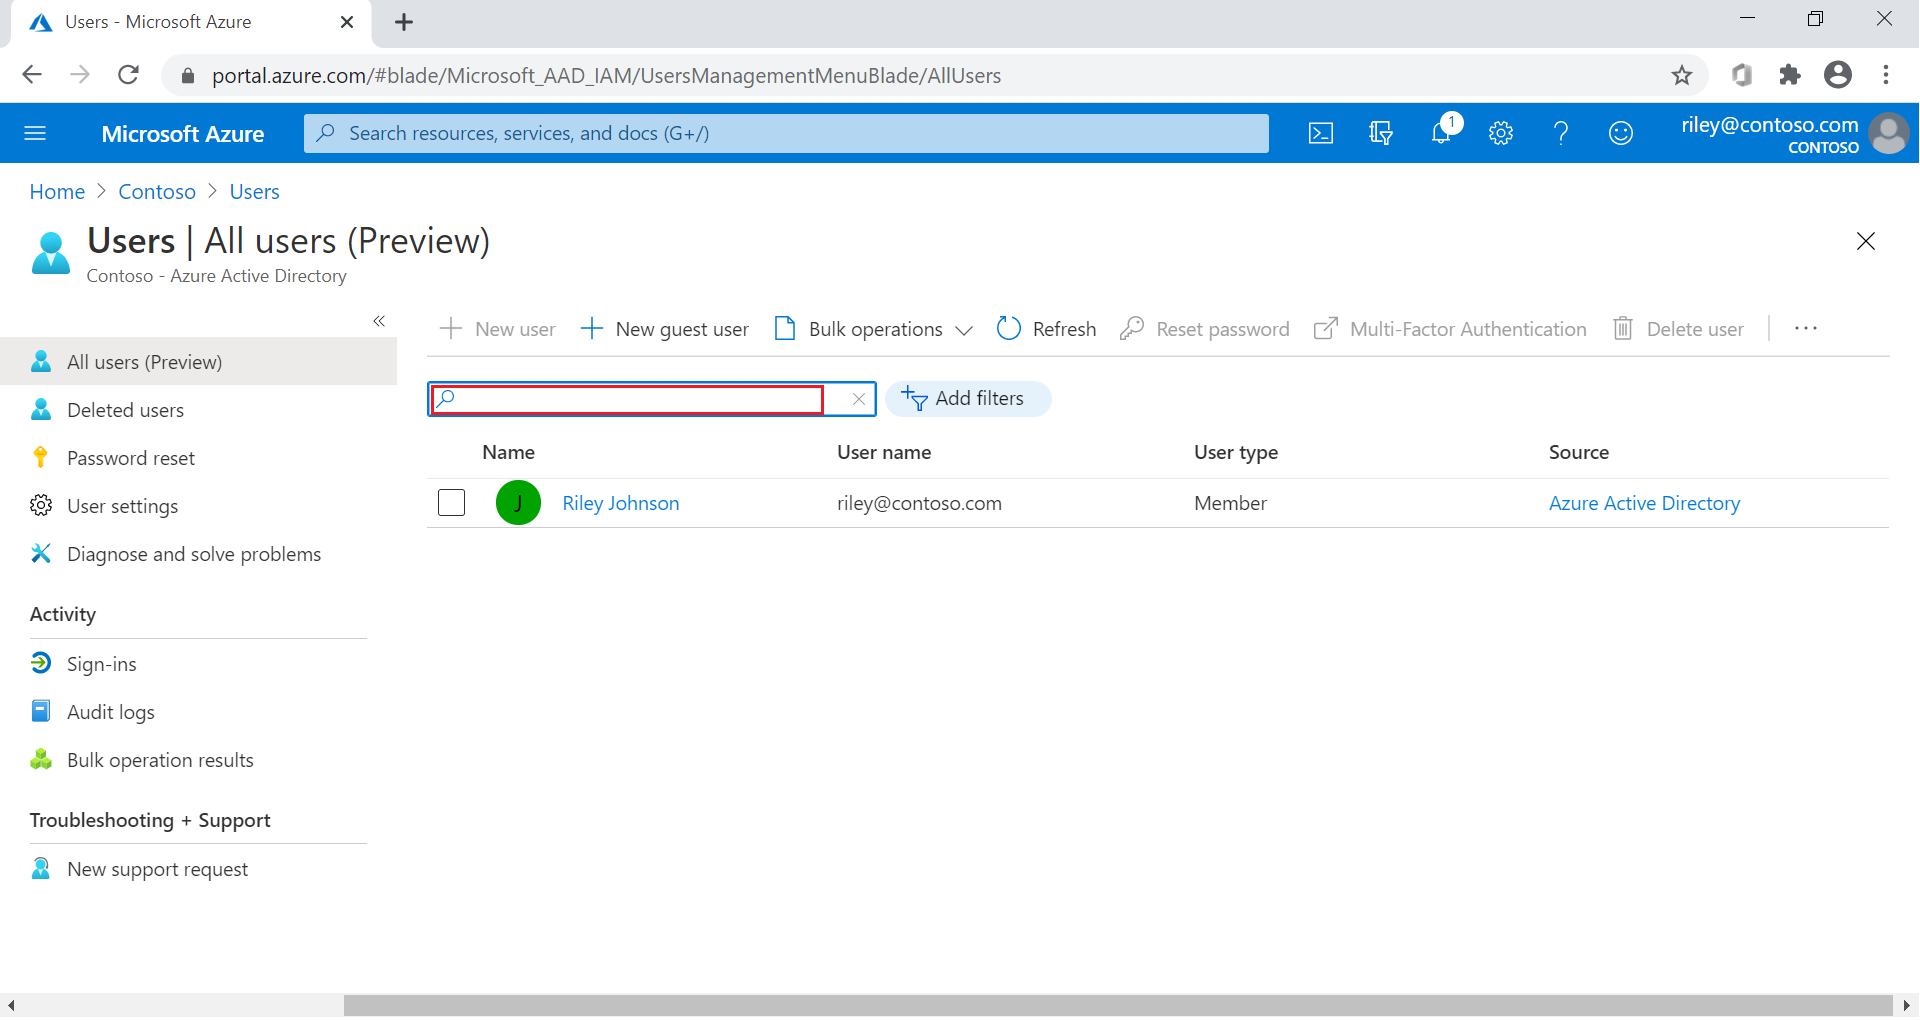 Users - Microsoft Azure
portal.azure.com/#blade/Microsoft_AAD_IAM/UsersManagementMenuBlade/AllUsers
Microsoft Azure
Search resources, services, and docs (G+/)
1
riley@contoso.com
CONTOSO
Home > Contoso > Users
Users | All users (Preview)
Contoso - Azure Active Directory
All users (Preview)
Deleted users
Password reset
User settings
Diagnose and solve problems
Activity
Sign-ins
Audit logs
Bulk operation results
Troubleshooting + Support
New support request
New user New guest user Bulk operations Refresh Reset password Multi-Factor Authentication Delete user
Add filters
Name User name User type Source
J Riley Johnson riley@contoso.com Member Azure Active Directory